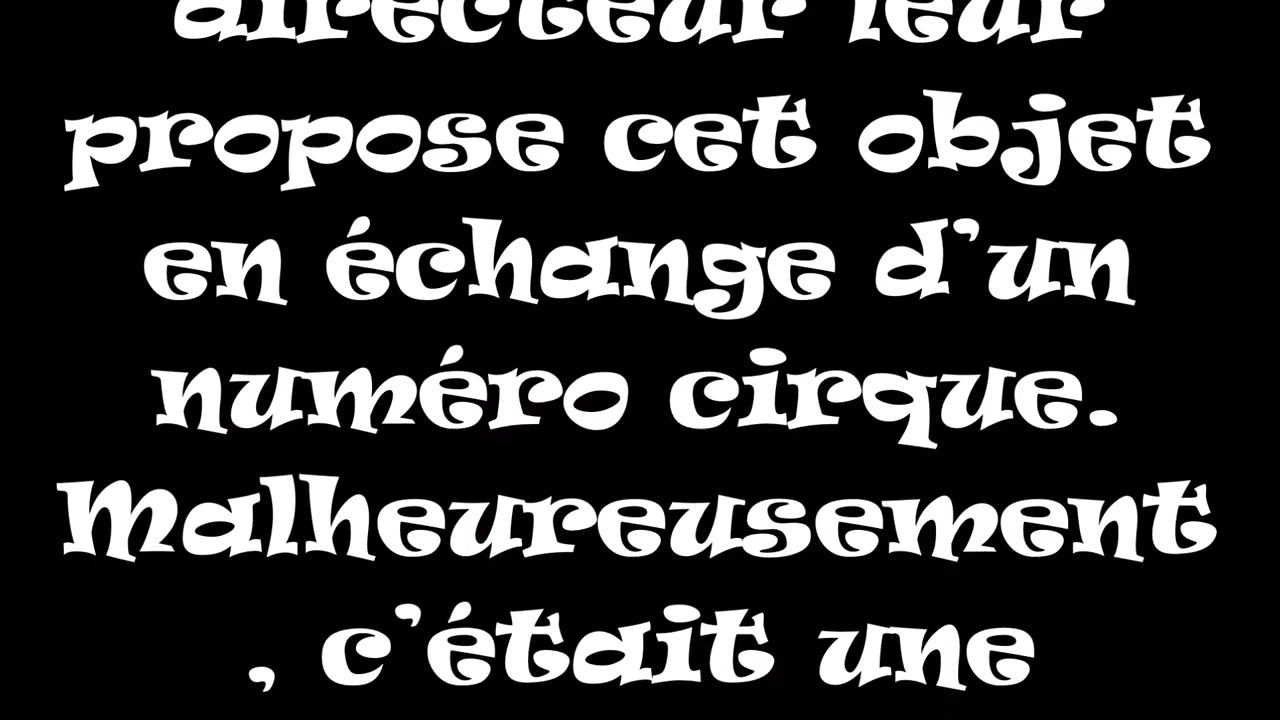 directeur leur
propose cet objet
en échange d'un
numéro cirque.
Malheureusement
, c'était une